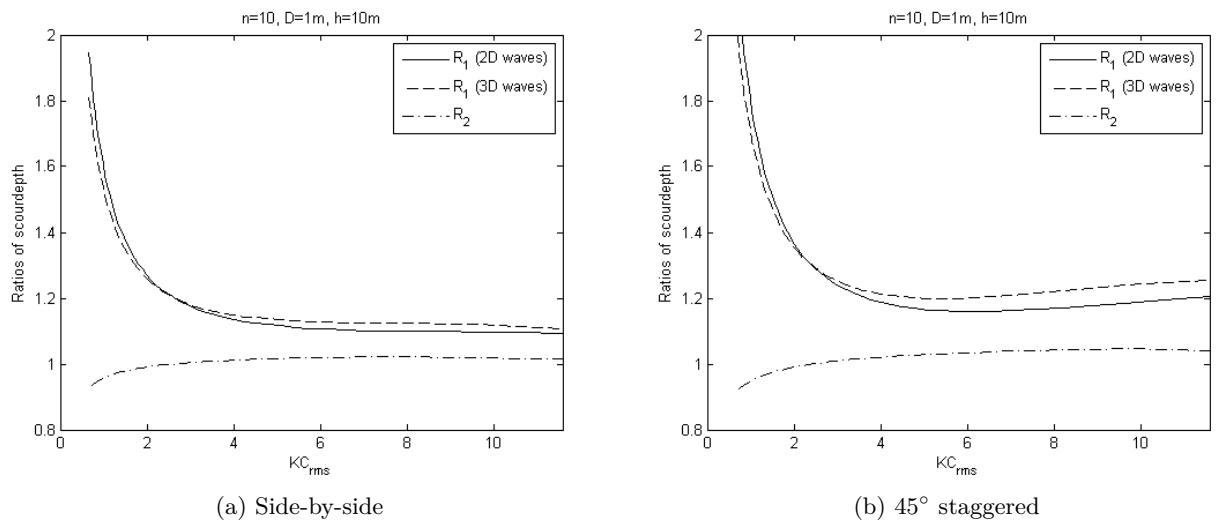 n=10, D=1m, h=10m
2
1.8
1.6
1.4
1.2
1
0.8
Ratios of scourdepth
R1 (2D waves)
R1 (3D waves)
R2
0 2 4 6 8 10
KCrms
(a) Side-by-side
n=10, D=1m, h=10m
2
1.8
1.6
1.4
1.2
1
0.8
Ratios of scourdepth
R1 (2D waves)
R1 (3D waves)
R2
0 2 4 6 8 10
KCrms
(b) 45° staggered